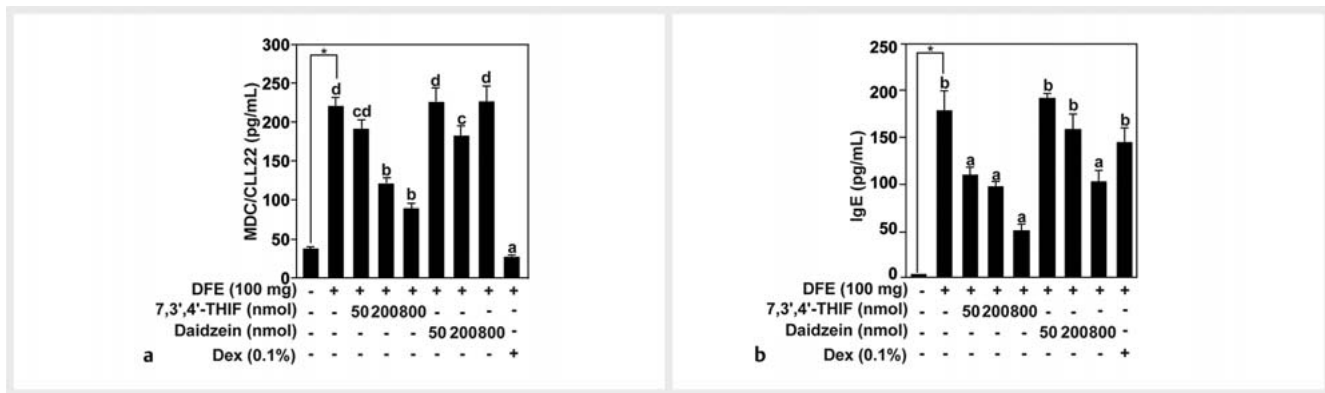 300
250
200
150
100
50
0
MDC/CLL22 (pg/mL)
*
d
cd
b
b
d
c
d
a
DFE (100 mg) - + + + + + + + +
7,3',4'-THIF (nmol) - - 50 200 800 - - - -
Daidzein (nmol) - - - - - 50 200 800 -
Dex (0.1%) - - - - - - - - +
a
250
200
150
100
50
0
IgE (pg/mL)
*
b
a
a
a
b
b
a
b
DFE (100 mg) - + + + + + + + +
7,3',4'-THIF (nmol) - - 50 200 800 - - - -
Daidzein (nmol) - - - - - 50 200 800 -
Dex (0.1%) - - - - - - - - +
b